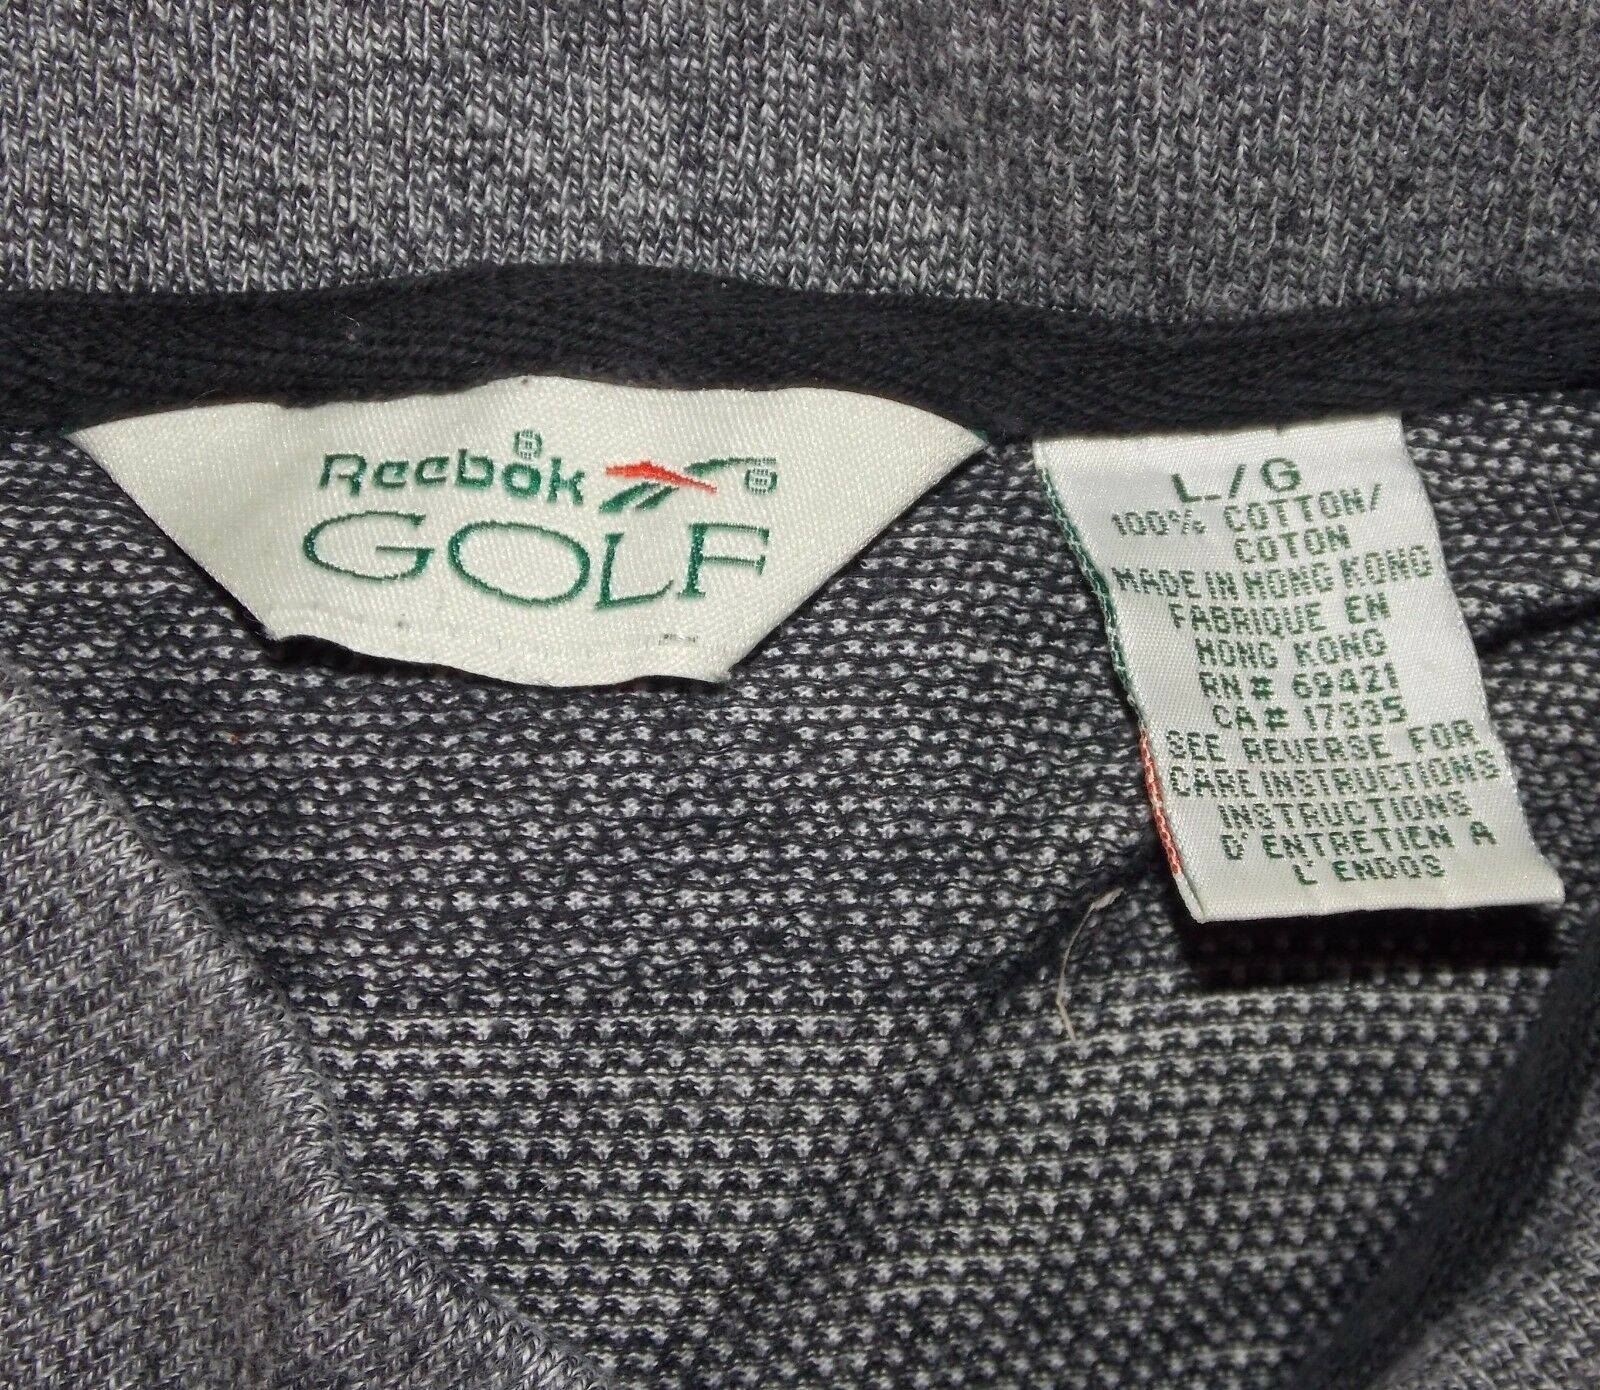 Reebok
GOLF
L/G
100% COTTON/
COTON
MADE IN HONG KONG
FABRIQUE EN
HONG KONG
RN# 69421
CA# 17335
SEE REVERSE FOR
CARE INSTRUCTIONS
INSTRUCTIONS
D'ENTRETIEN A
L'ENDOS